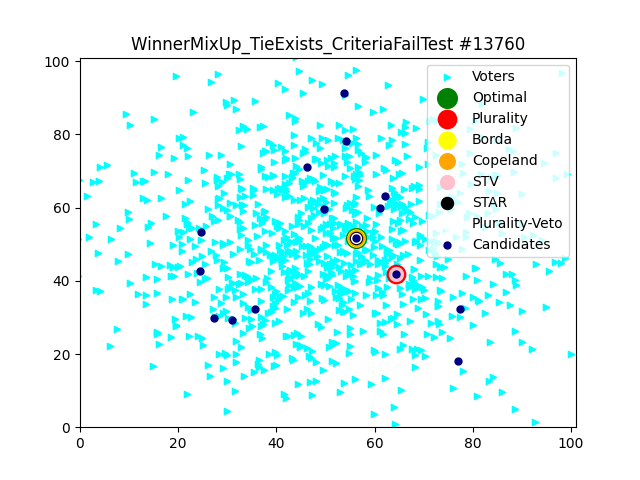 WinnerMixUp_TieExists_CriteriaFailTest #13760
100
80
60
40
20
0
0
20
40
60
80
100
Voters
Optimal
Plurality
Borda
Copeland
STV
STAR
Plurality-Veto
Candidates